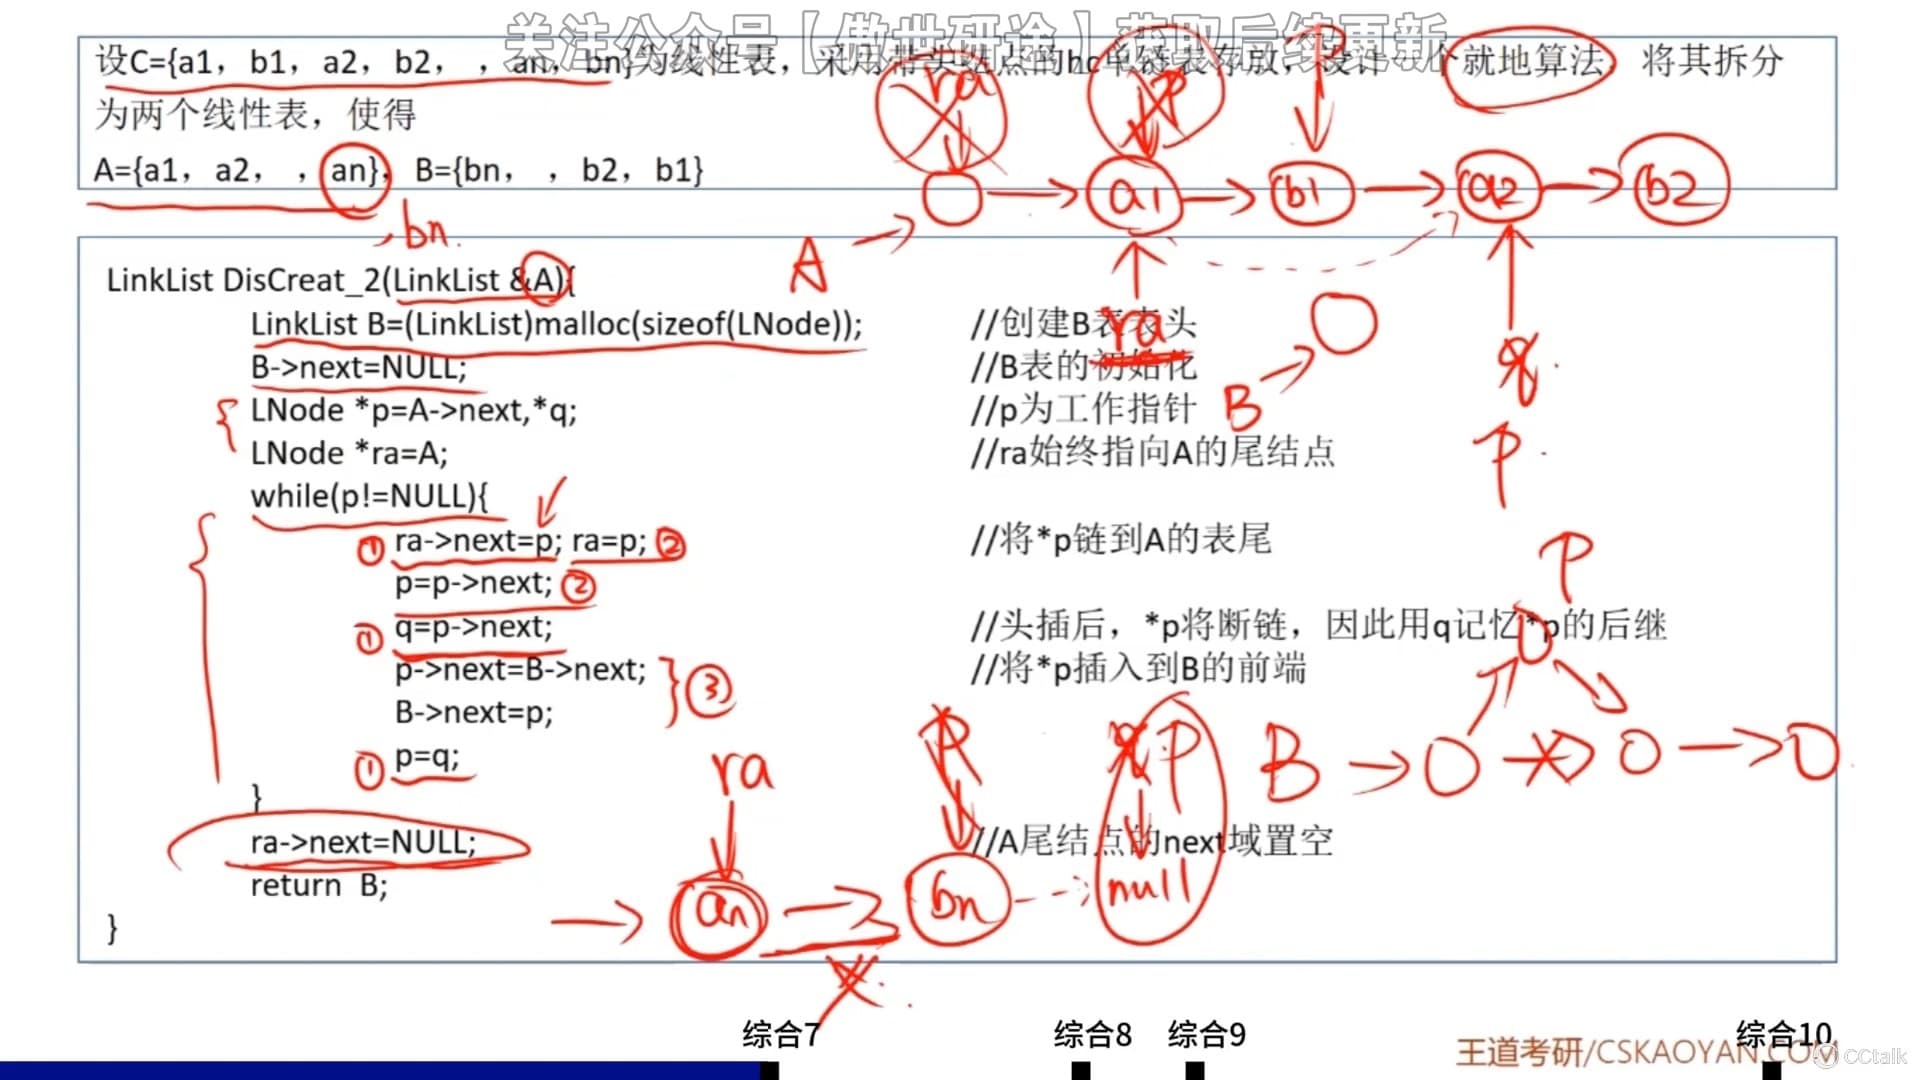 关注公众号【傲世研途】获取后续更新
设C={a1，b1，a2，b2， ，an，bn}为线性表，采用带头结点的hc单链表存放，设计一个就地算法， 将其拆分
为两个线性表，使得
A={a1，a2， ，an}，B={bn， ，b2，b1}
, bn.
ra
p
p
a1
b1
a2
b2
A
ra
B
q
p
LinkList DisCreat_2(LinkList &A){
LinkList B=(LinkList)malloc(sizeof(LNode)); //创建B表表头
B->next=NULL; //B表的初始化
LNode *p=A->next,*q; //p为工作指针
LNode *ra=A; //ra始终指向A的尾结点
while(p!=NULL){
① ra->next=p; ra=p; ② //将*p链到A的表尾
p=p->next; ②
① q=p->next; //头插后，*p将断链，因此用q记忆*p的后继
p->next=B->next; //将*p插入到B的前端
B->next=p; ③
① p=q;
}
ra->next=NULL; //A尾结点的next域置空
return B;
}
p
B
ra
p
q
p
an
bn
null
综合7 综合8 综合9 综合10
王道考研/CSKAOYAN.COM
CCtalk